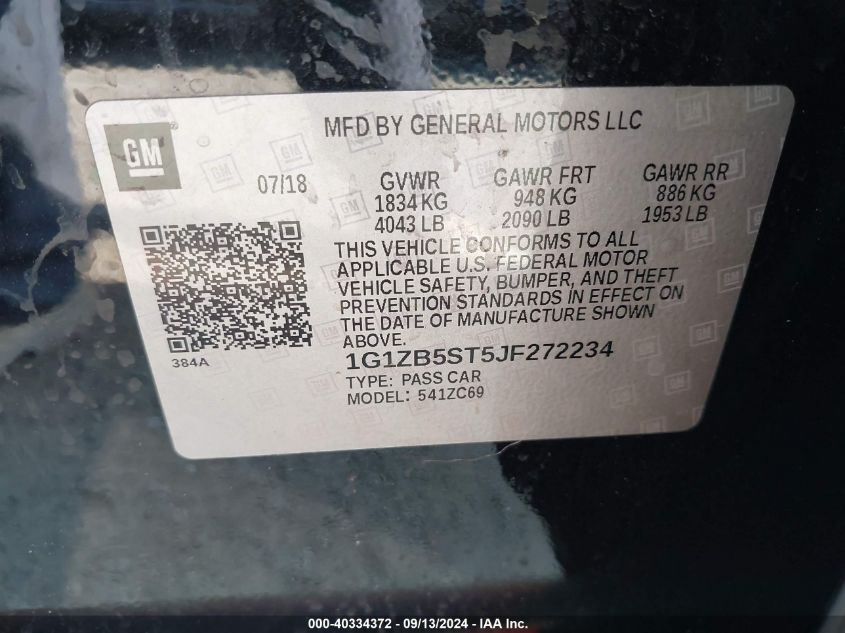 GM
MFD BY GENERAL MOTORS LLC
07/18
GVWR
1834 KG
4043 LB
GAWR FRT
948 KG
2090 LB
GAWR RR
886 KG
1953 LB
THIS VEHICLE CONFORMS TO ALL
APPLICABLE U.S. FEDERAL MOTOR
VEHICLE SAFETY, BUMPER, AND THEFT
PREVENTION STANDARDS IN EFFECT ON
THE DATE OF MANUFACTURE SHOWN
ABOVE.
384A
1G1ZB5ST5JF272234
TYPE: PASS CAR
MODEL: 541ZC69
000-40334372 - 09/13/2024 - IAA Inc.